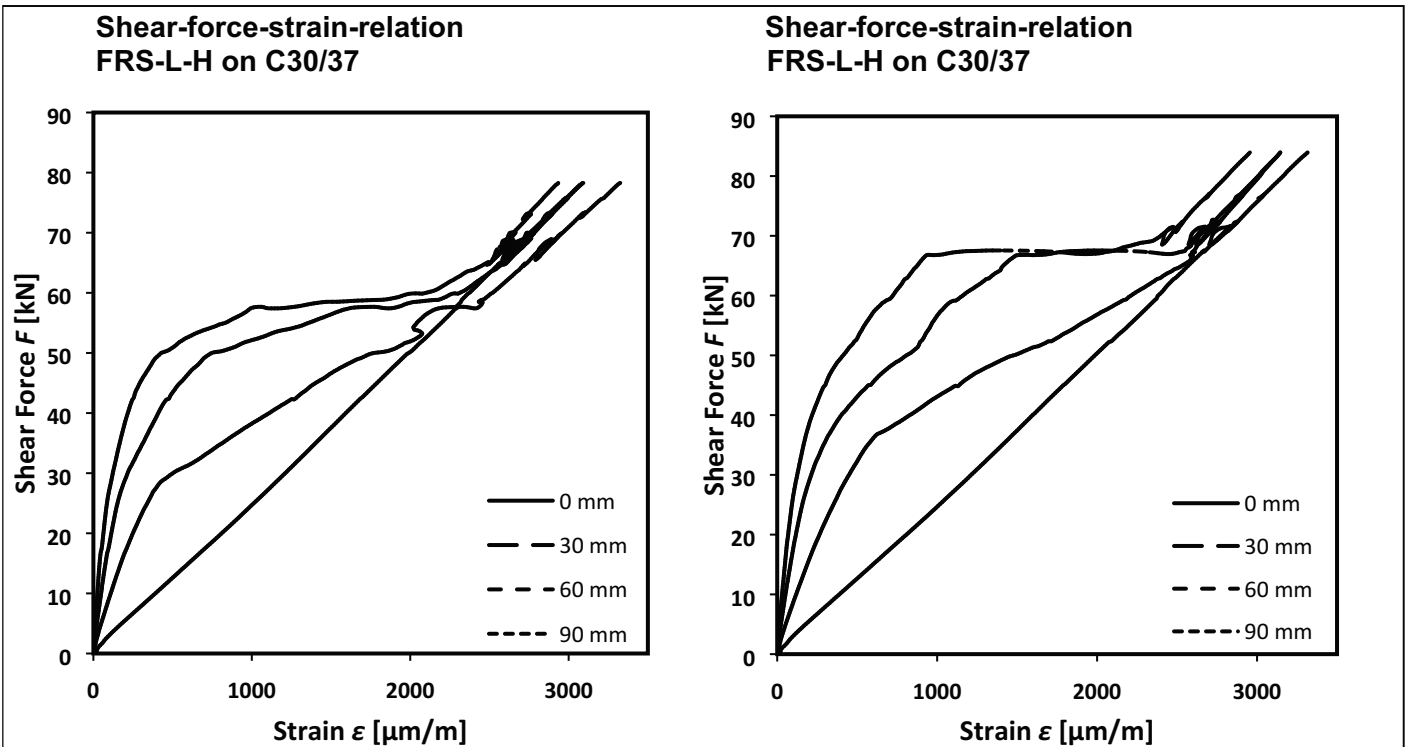 Shear-force-strain-relation
FRS-L-H on C30/37
90
80
70
60
50
40
30
20
10
0
Shear Force F [kN]
0 mm
30 mm
60 mm
90 mm
0
1000
2000
3000
Strain ε [µm/m]
Shear-force-strain-relation
FRS-L-H on C30/37
90
80
70
60
50
40
30
20
10
0
Shear Force F [kN]
0 mm
30 mm
60 mm
90 mm
0
1000
2000
3000
Strain ε [µm/m]